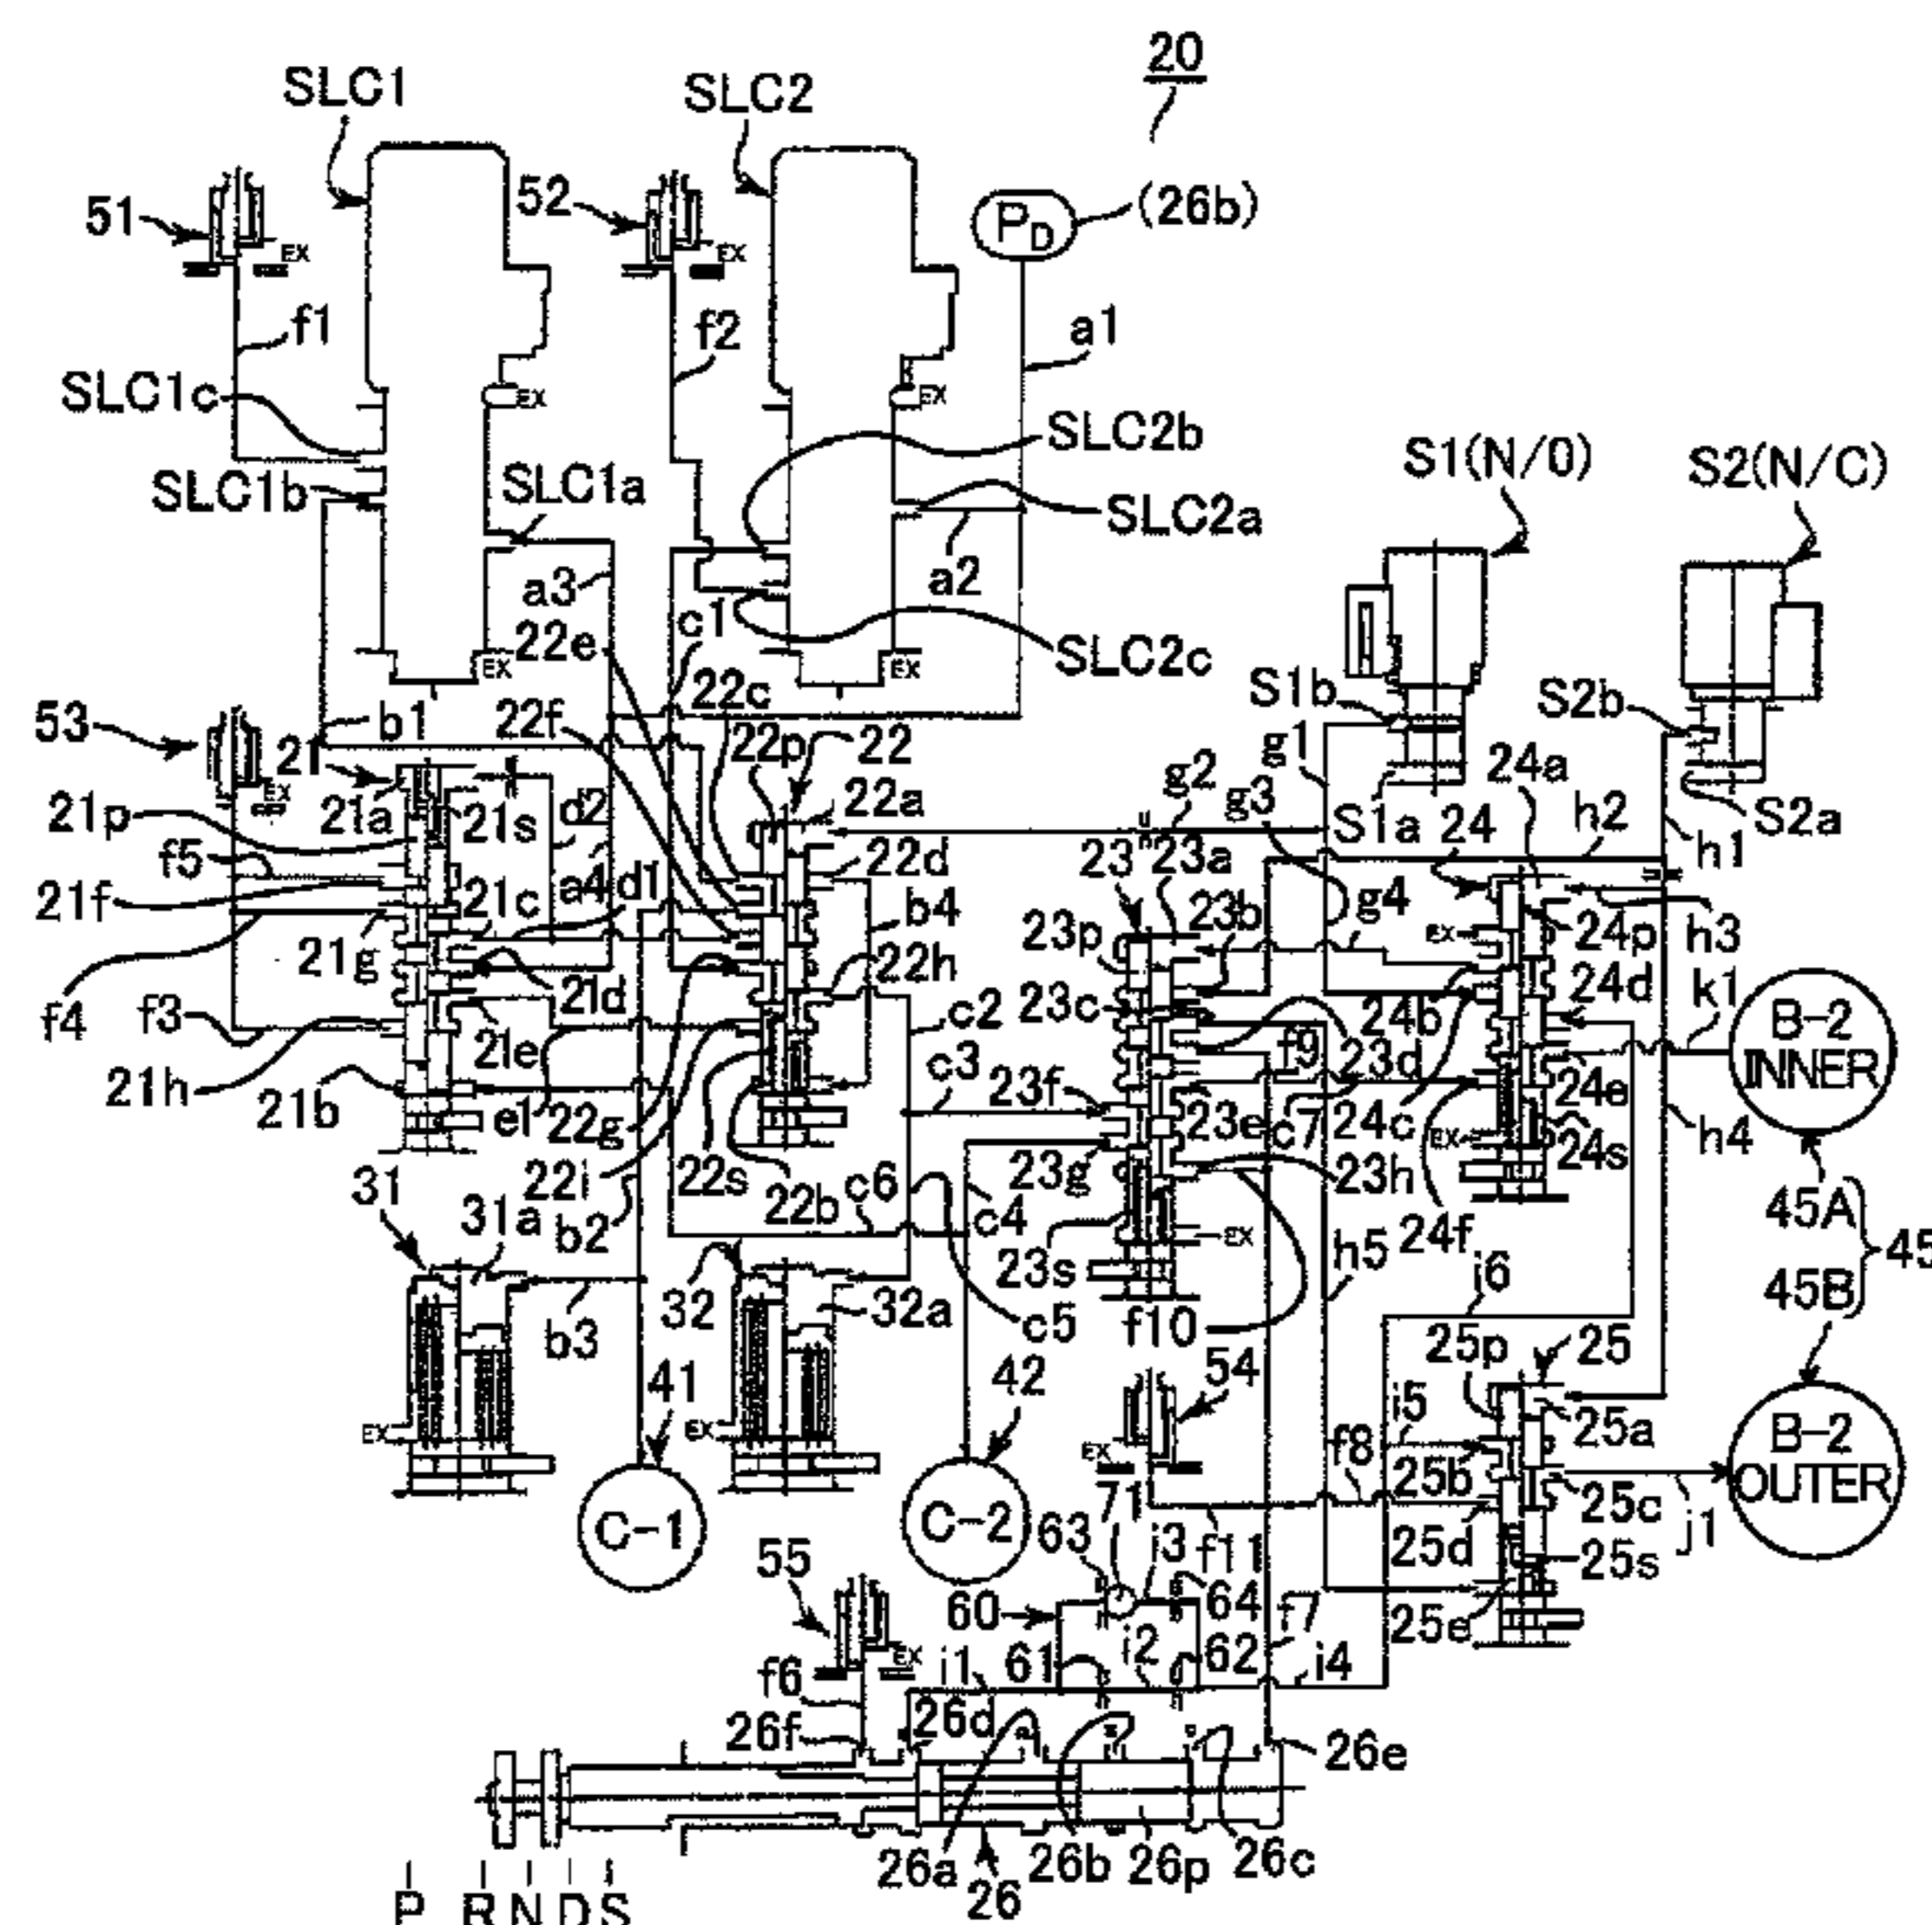 20
SLC1
SLC2
51
52
PD
(26b)
EX
EX
f1
f2
a1
SLC1c
EX
EX
SLC2b
S1(N/O)
S2(N/C)
SLC1b
SLC1a
SLC2a
a3
a2
c1
22e
SLC2c
EX
EX
S1b
S2b
22c
53
b1
22f
22p
22
g1
24a
21
g2
EX
21a
21s
d2
22a
g3
S1a
24
h2
S2a
21p
h1
f5
22d
23
23a
21f
21c
a4
d1
b4
23b
g4
EX
24p
h3
23p
21g
22h
24d
k1
21d
23c
24b
f4
f3
B-2
INNER
21e
c2
f9
23d
c3
23f
21h
21b
e1
22g
23e
c7
24c
24e
h4
EX
24s
22i
22s
22b
23g
23h
31
31a
b2
c6
c4
24f
45A
45
23s
EX
h5
i6
45B
32
32a
b3
c5
f10
25p
25
41
42
54
i5
25a
EX
EX
EX
f8
25b
B-2
OUTER
71
25c
C-1
C-2
63
i3
f11
25d
j1
55
25s
60
64
f7
25e
EX
i1
61
i2
62
i4
f6
26f
26d
26e
26a
26b
26p
26c
26
P R N D S